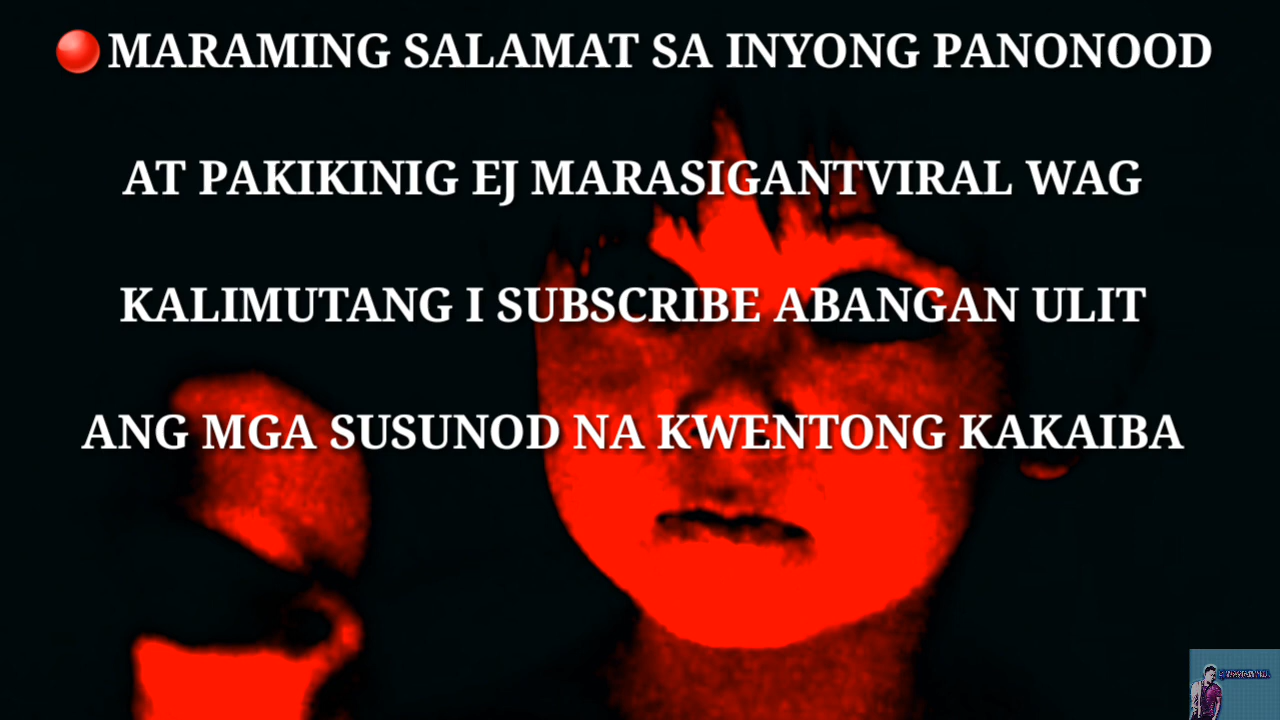 🔴MARAMING SALAMAT SA INYONG PANONOOD
AT PAKIKINIG EJ MARASIGANTVIRAL WAG
KALIMUTANG I SUBSCRIBE ABANGAN ULIT
ANG MGA SUSUNOD NA KWENTONG KAKAIBA